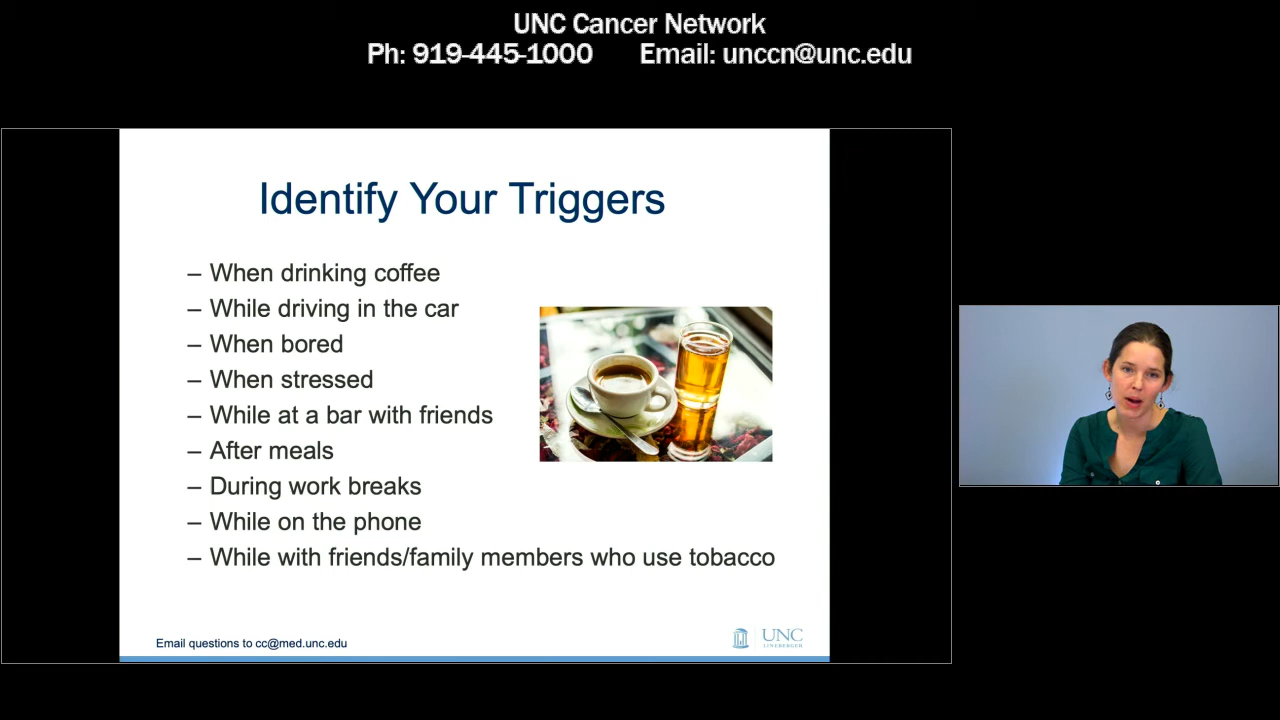 UNC Cancer Network
Ph: 919-445-1000 Email: unccn@unc.edu
Identify Your Triggers
– When drinking coffee
– While driving in the car
– When bored
– When stressed
– While at a bar with friends
– After meals
– During work breaks
– While on the phone
– While with friends/family members who use tobacco
Email questions to cc@med.unc.edu
UNC
LINEBERGER